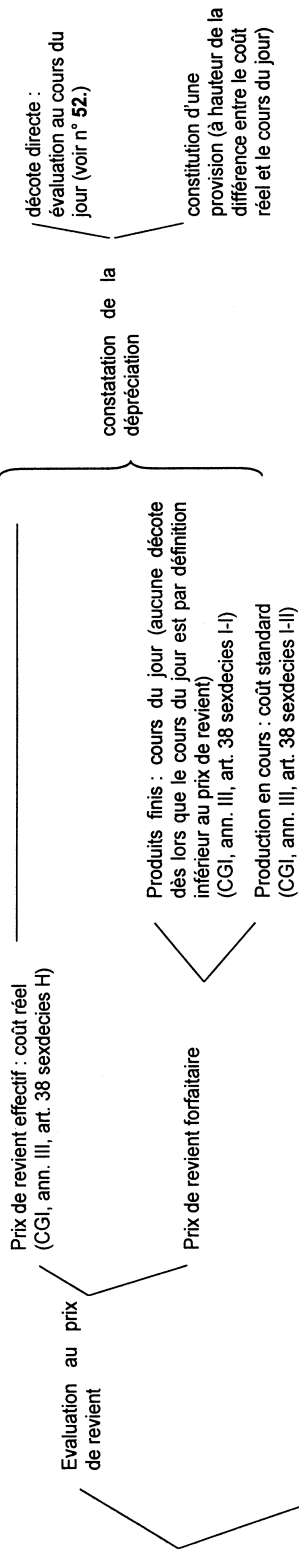 Evaluation au prix
de revient
Prix de revient effectif : coût réel
(CGI, ann. III, art. 38 sexdecies H)
Prix de revient forfaitaire
Produits finis : cours du jour (aucune décote
dès lors que le cours du jour est par définition
inférieur au prix de revient)
(CGI, ann. III, art. 38 sexdecies I-I)
Production en cours : coût standard
(CGI, ann. III, art. 38 sexdecies I-II)
constatation de la
dépréciation
décote directe :
évaluation au cours du
jour (voir n° 52.)
constitution d'une
provision (à hauteur de la
différence entre le coût
réel et le cours du jour)